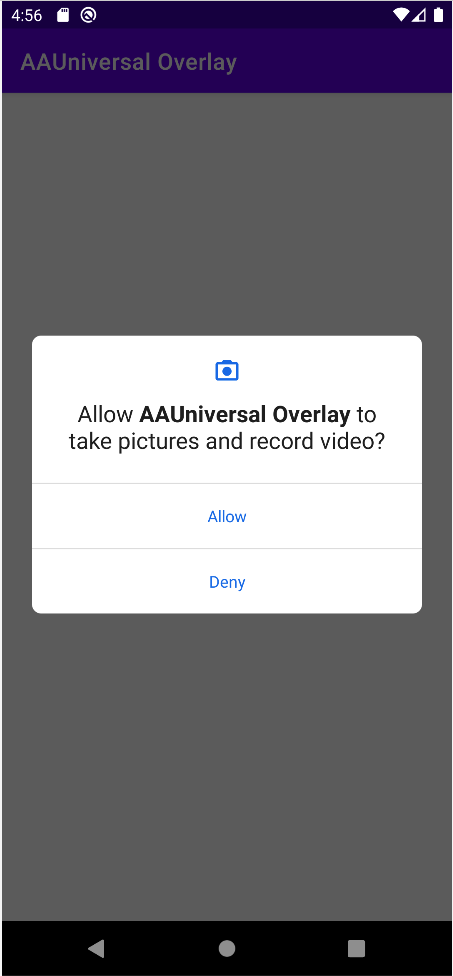 4:56
AAUniversal Overlay
Allow AAUniversal Overlay to
take pictures and record video?
Allow
Deny